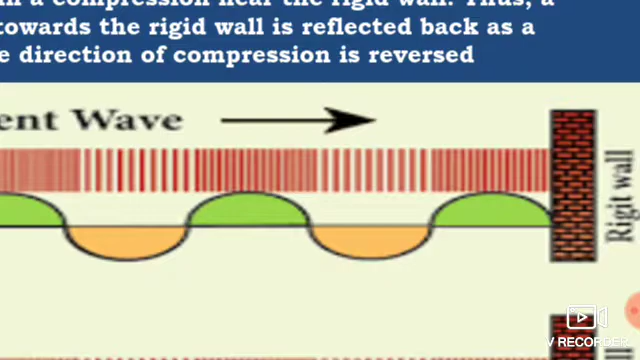 a compression near the rigid wall. Thus, a
towards the rigid wall is reflected back as a
e direction of compression is reversed
ent Wave
Rigit wall
V RECORDER